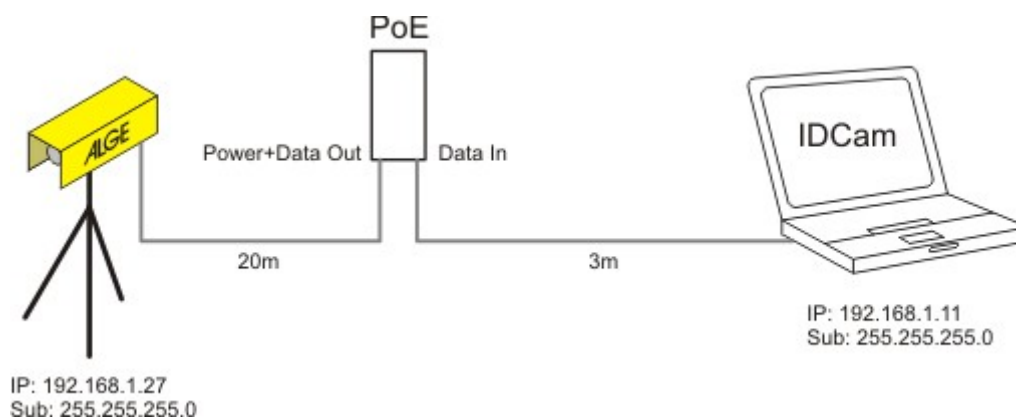 PoE
ALGE
IDCam
Power+Data Out
Data In
20m
3m
IP: 192.168.1.11
Sub: 255.255.255.0
IP: 192.168.1.27
Sub: 255.255.255.0